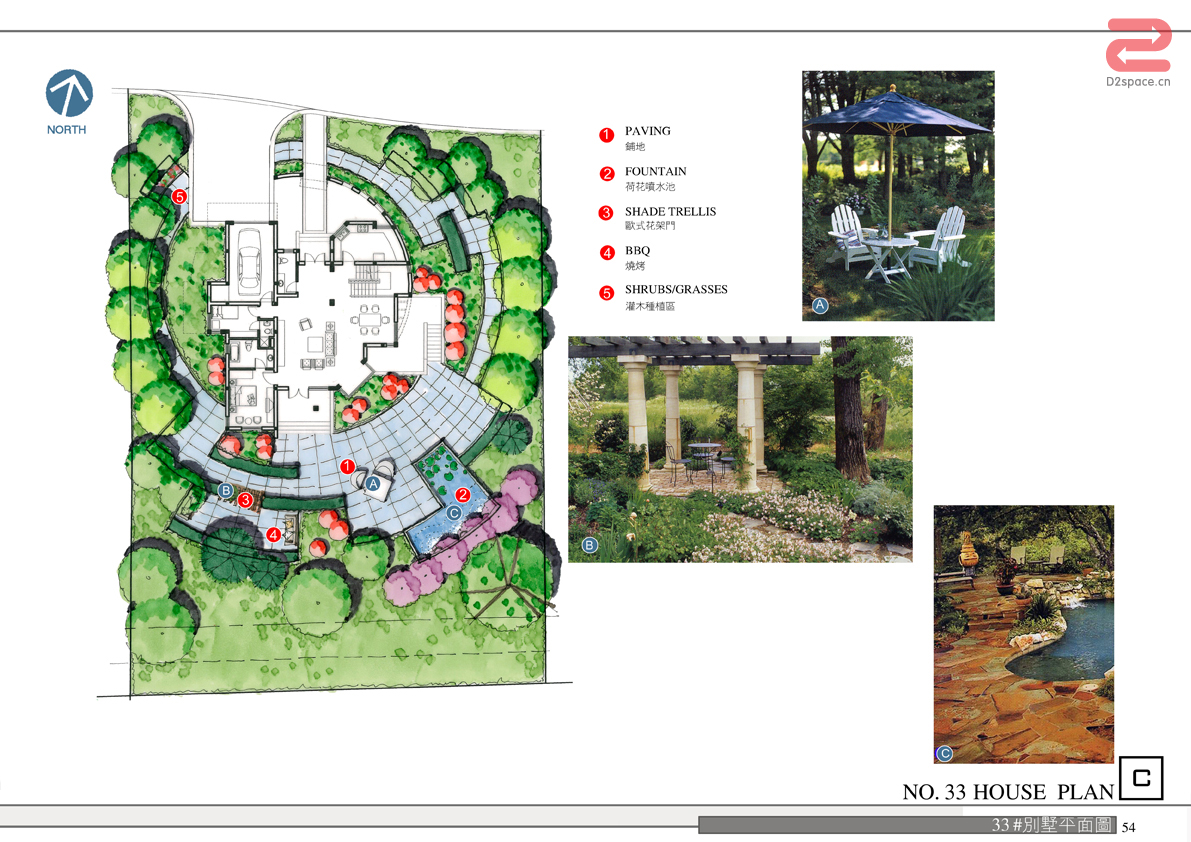 D2space.cn
NORTH
1 PAVING
鋪地
2 FOUNTAIN
荷花噴水池
3 SHADE TRELLIS
歐式花架門
4 BBQ
燒烤
5 SHRUBS/GRASSES
灌木種植區
5
1
A
2
C
B
3
4
A
B
C
NO. 33 HOUSE PLAN
C
33#別墅平面圖
54